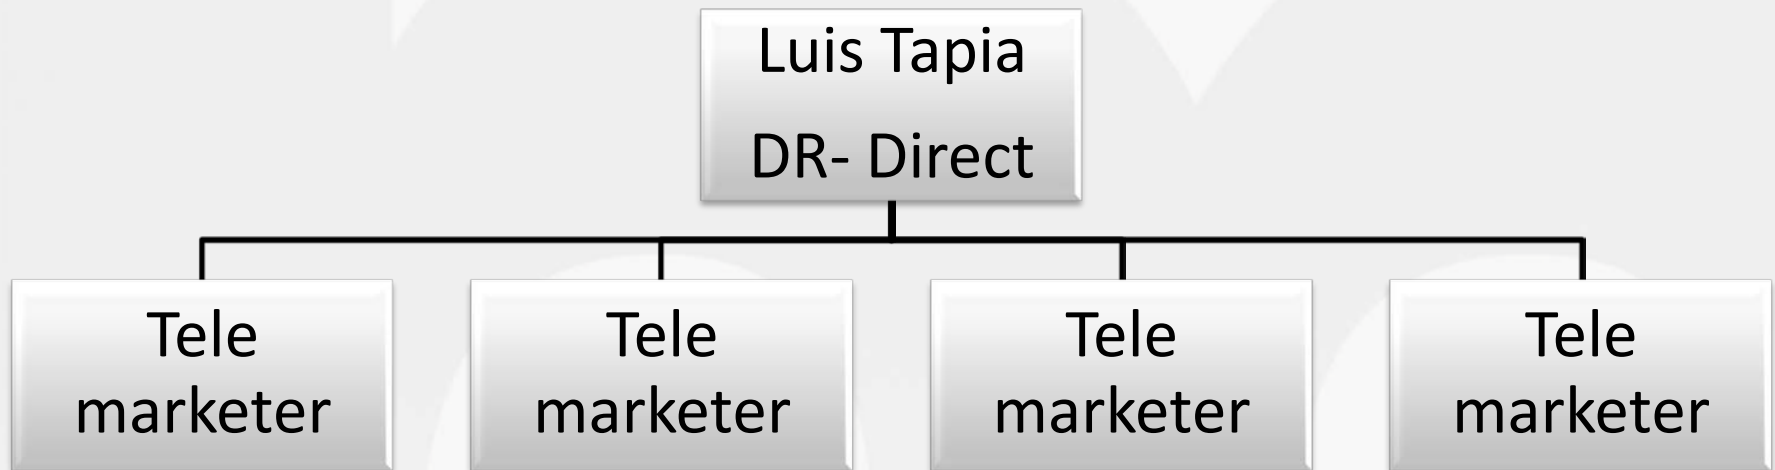 Luis Tapia
DR- Direct
Tele
marketer
Tele
marketer
Tele
marketer
Tele
marketer